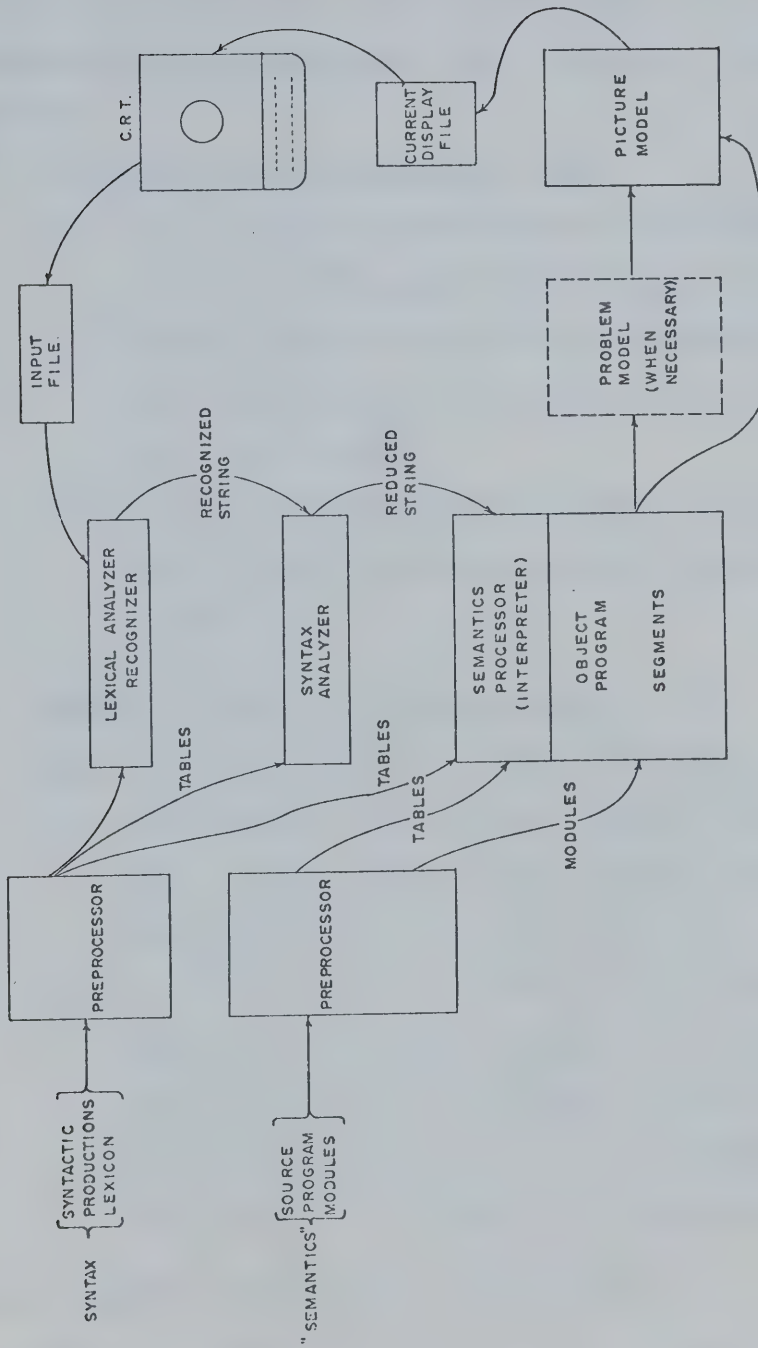 SYNTAX
SYNTACTIC
PRODUCTIONS
LEXICON
PREPROCESSOR
TABLES
LEXICAL ANALYZER
RECOGNIZER
INPUT
FILE.
C.R.T.
RECOGNIZED
STRING
SYNTAX
ANALYZER
REDUCED
STRING
CURRENT
DISPLAY
FILE
"SEMANTICS"
SOURCE
PROGRAM
MODULES
PREPROCESSOR
TABLES
TABLES
MODULES
SEMANTICS
PROCESSOR
(INTERPRETER)
OBJECT
PROGRAM
SEGMENTS
PROBLEM
MODEL
(WHEN
NECESSARY)
PICTURE
MODEL